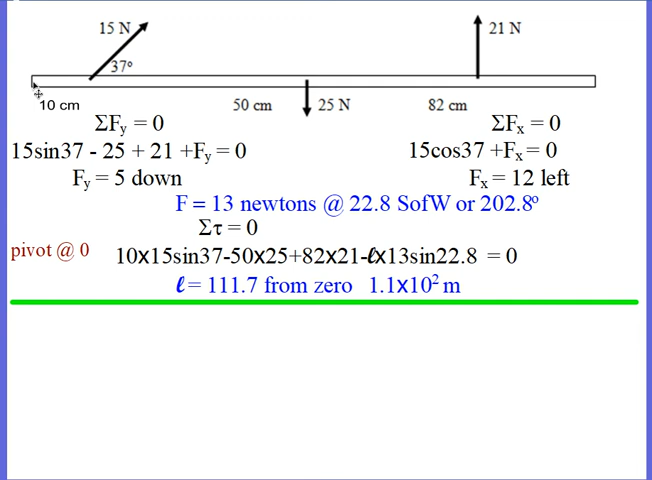 15 N
21 N
37º
10 cm
50 cm
25 N
82 cm
ΣFy = 0
ΣFx = 0
15sin37 - 25 + 21 +Fy = 0
15cos37 +Fx = 0
Fy = 5 down
Fx = 12 left
F = 13 newtons @ 22.8 SofW or 202.8º
Στ = 0
pivot @ 0
10x15sin37-50x25+82x21-ℓx13sin22.8 = 0
ℓ = 111.7 from zero 1.1x10² m